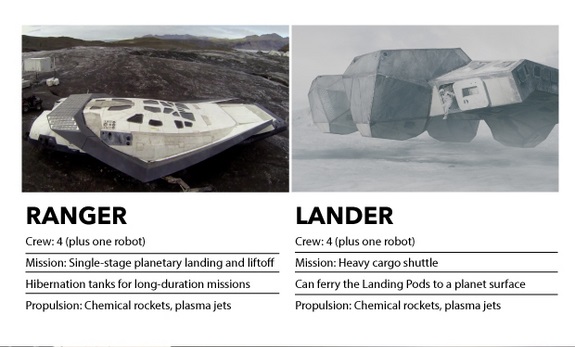 RANGER
Crew: 4 (plus one robot)
Mission: Single-stage planetary landing and liftoff
Hibernation tanks for long-duration missions
Propulsion: Chemical rockets, plasma jets
LANDER
Crew: 4 (plus one robot)
Mission: Heavy cargo shuttle
Can ferry the Landing Pods to a planet surface
Propulsion: Chemical rockets, plasma jets